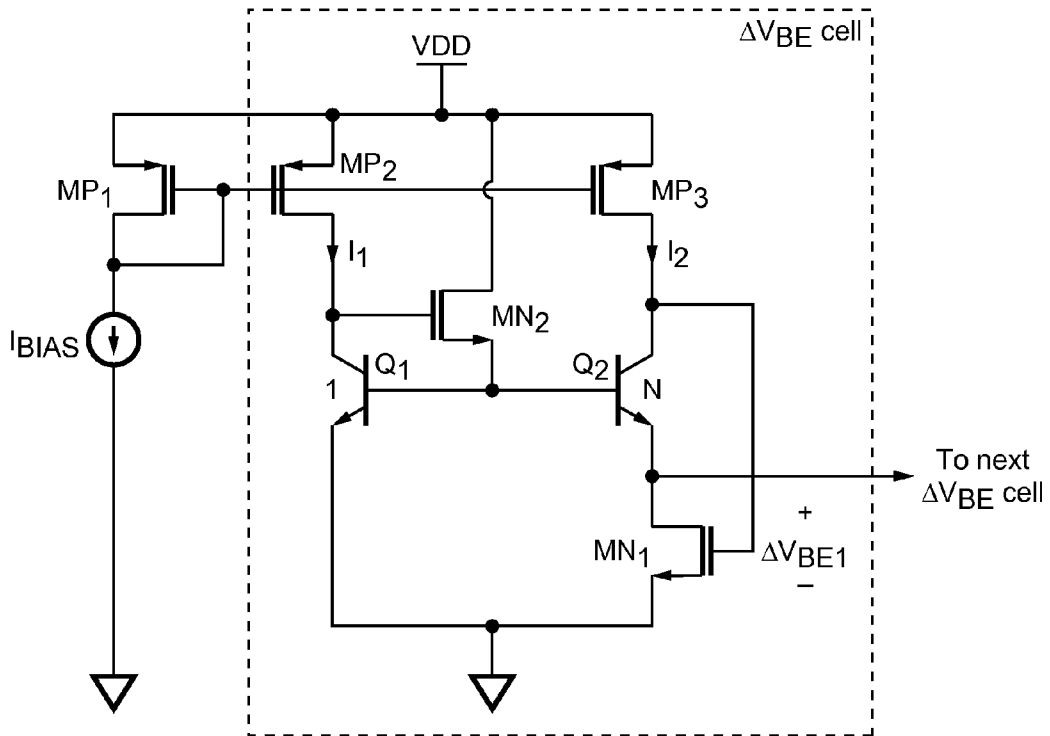 ΔVBE cell
VDD
MP1
MP2
MP3
I1
I2
MN2
IBIAS
Q1
Q2
1
N
To next
ΔVBE cell
MN1
+
ΔVBE1
–